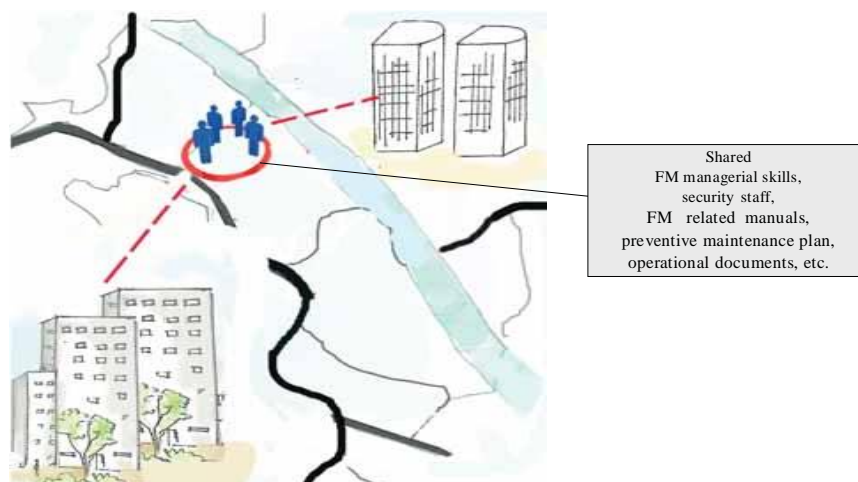 Shared
FM managerial skills,
security staff,
FM related manuals,
preventive maintenance plan,
operational documents, etc.